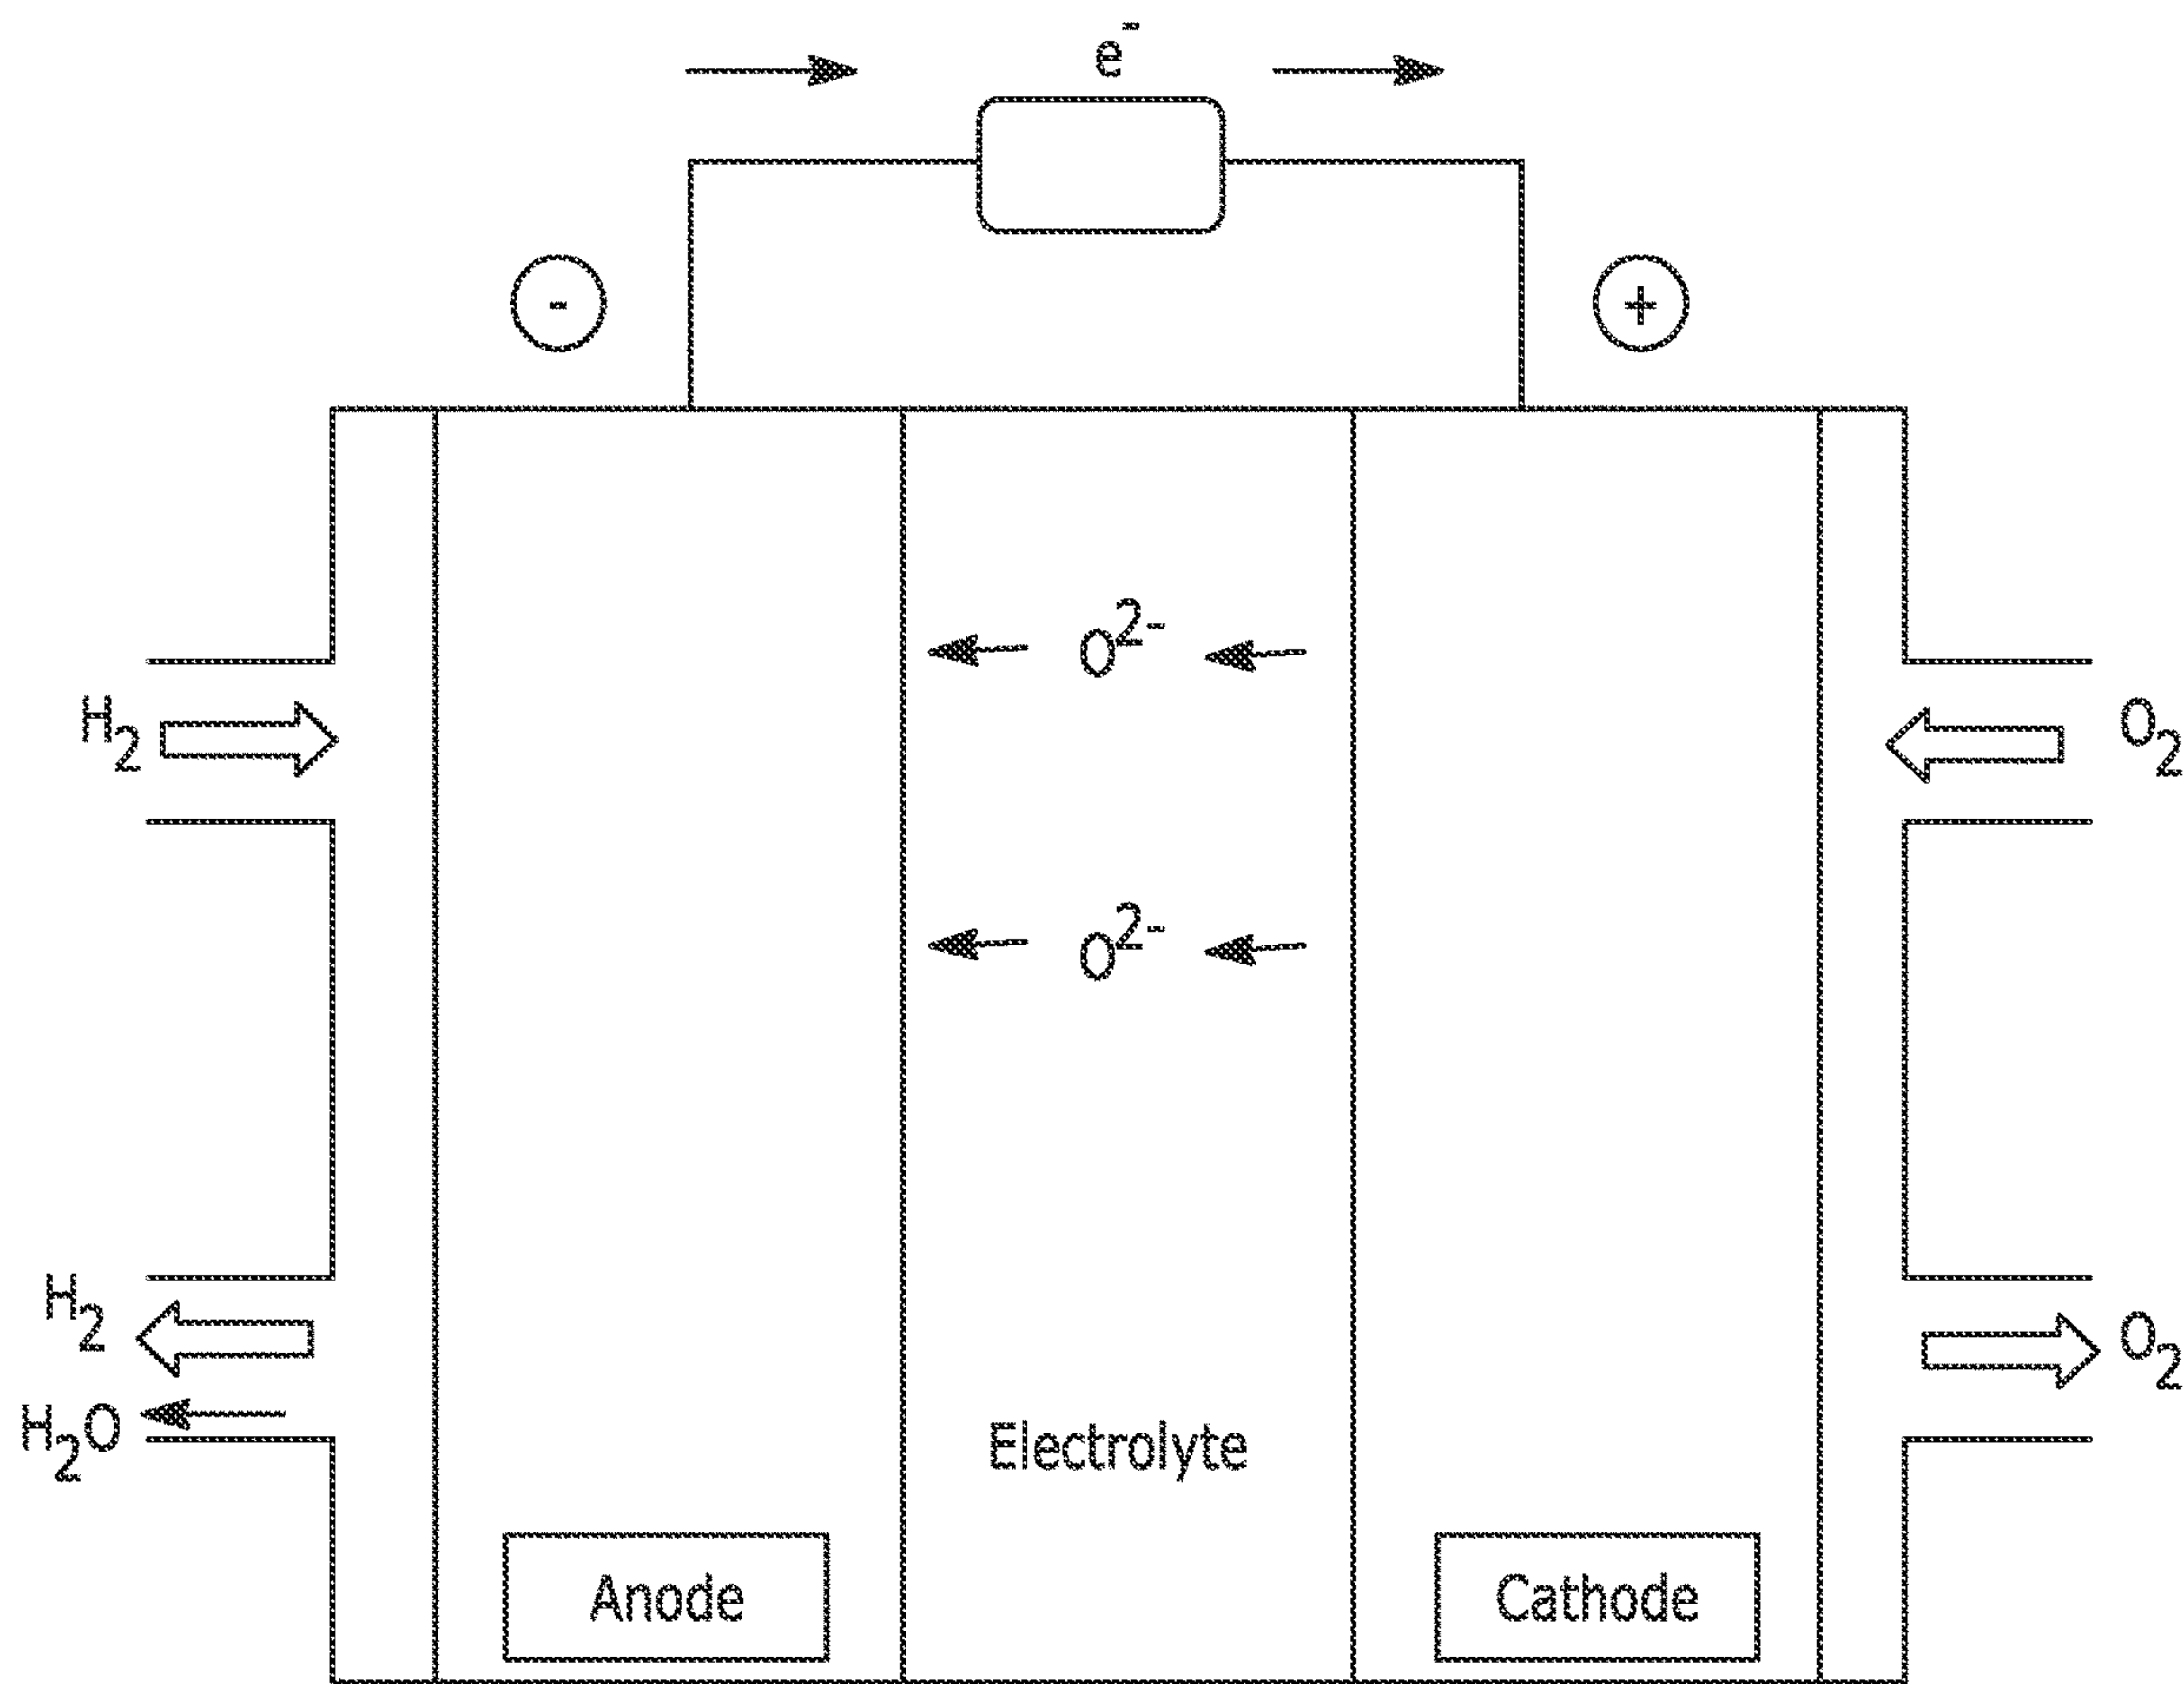 e⁻
-
+
O²⁻
H₂
O₂
O²⁻
H₂
O₂
H₂O
Electrolyte
Anode
Cathode